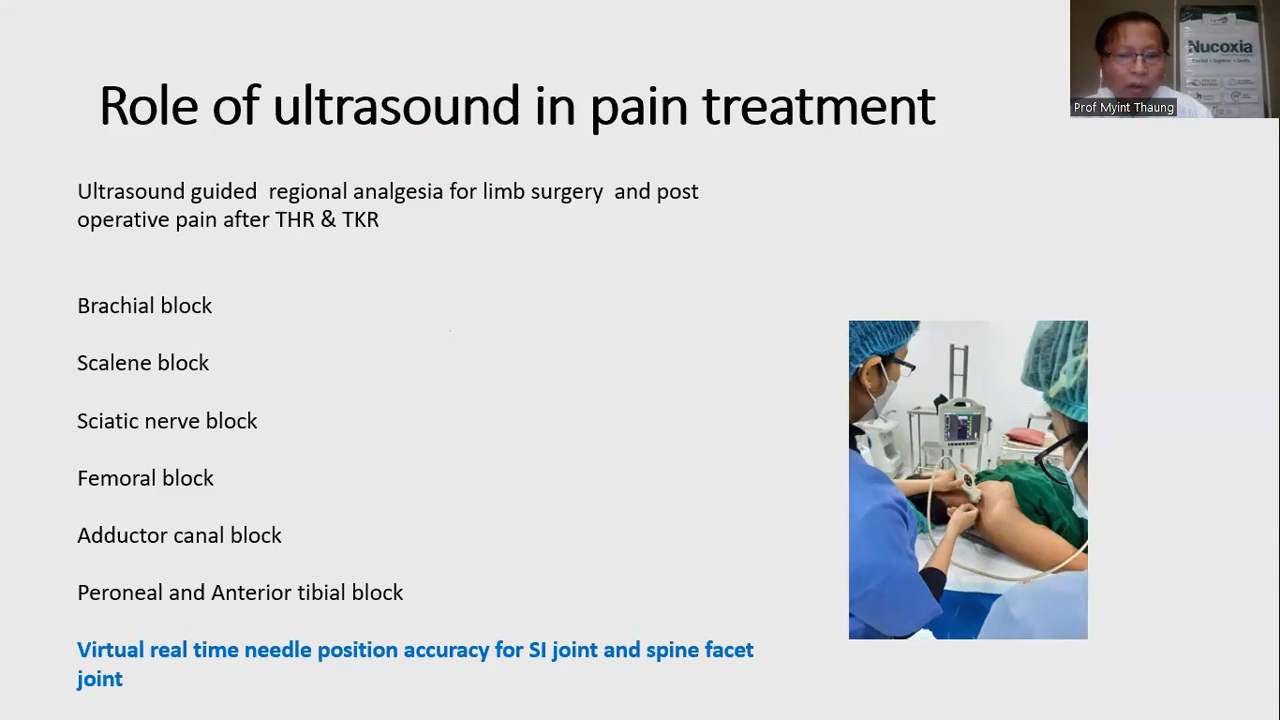 Role of ultrasound in pain treatment
Nucoxia
Prof Myint Thaung
Ultrasound guided  regional analgesia for limb surgery  and post
operative pain after THR & TKR
Brachial block
Scalene block
Sciatic nerve block
Femoral block
Adductor canal block
Peroneal and Anterior tibial block
Virtual real time needle position accuracy for SI joint and spine facet
joint